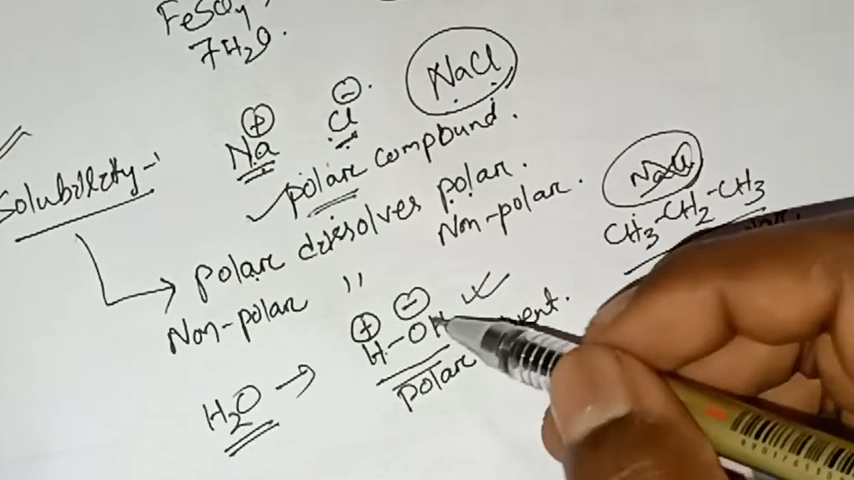 FeSO4
7H2O.
⊕ ⊖
Na Cl NaCl
Solubility -
polar compound.
polar dissolves polar.
Non-polar " Non-polar.
NaCl
CH3-CH2-CH3
⊕ ⊖
H2O → H-OH
polar